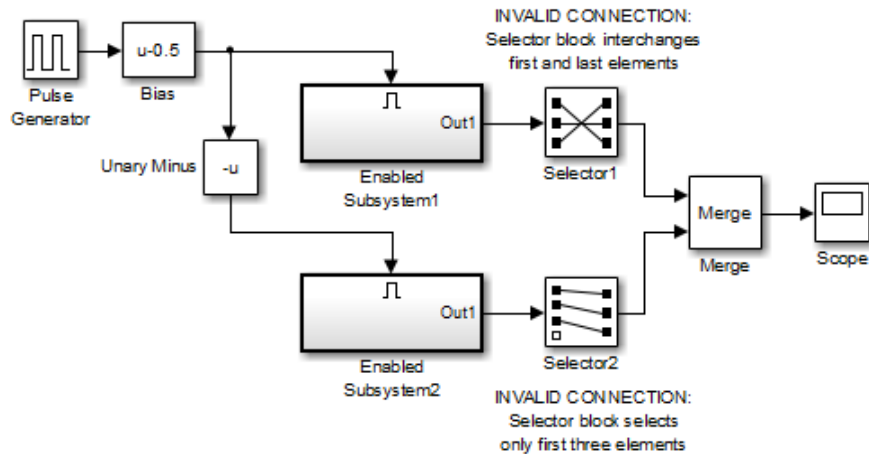 INVALID CONNECTION:
Selector block interchanges
first and last elements
u-0.5
Pulse
Generator
Bias
Out1
Enabled
Subsystem1
Selector1
Unary Minus
-u
Merge
Merge
Scope
Out1
Enabled
Subsystem2
Selector2
INVALID CONNECTION:
Selector block selects
only first three elements